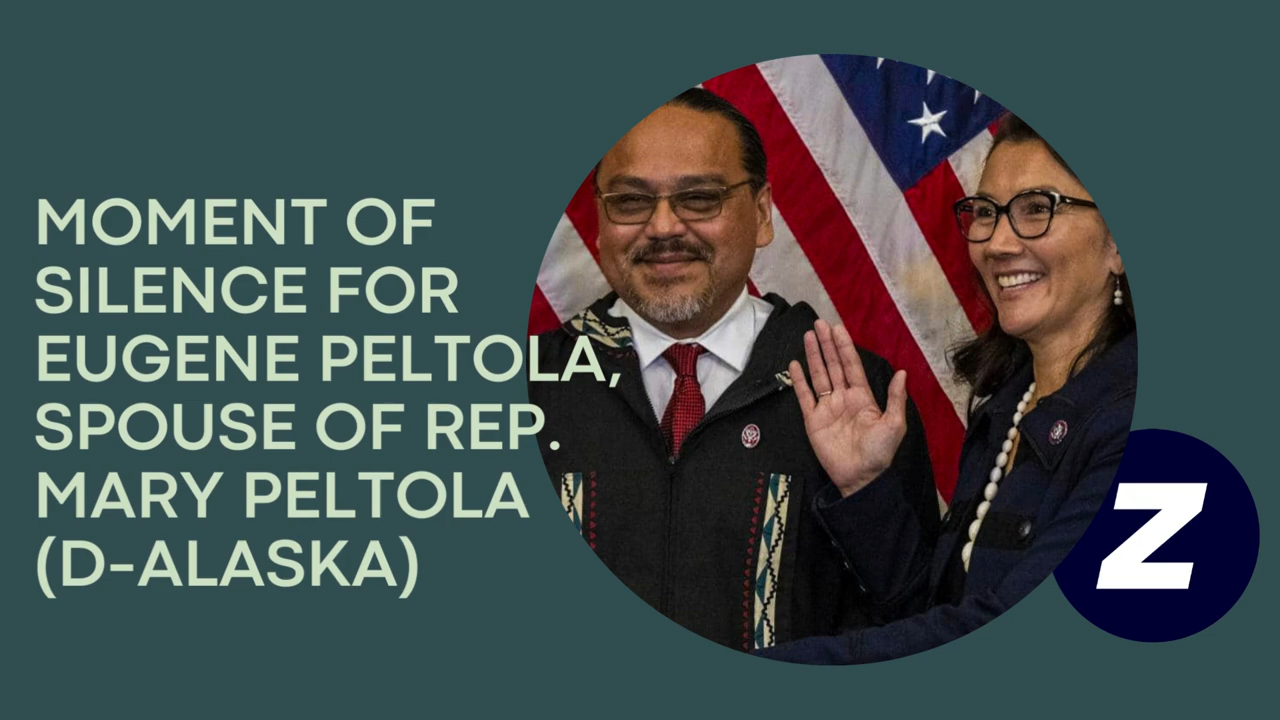 MOMENT OF
SILENCE FOR
EUGENE PELTOLA,
SPOUSE OF REP.
MARY PELTOLA
(D-ALASKA)
Z